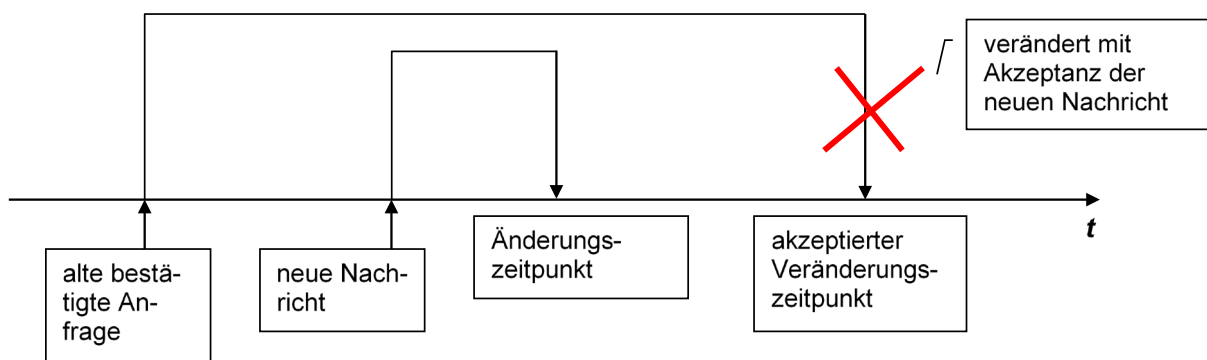 verändert mit
Akzeptanz der
neuen Nachricht
t
alte bestä-
tigte An-
frage
neue Nach-
richt
Änderungs-
zeitpunkt
akzeptierter
Veränderungs-
zeitpunkt